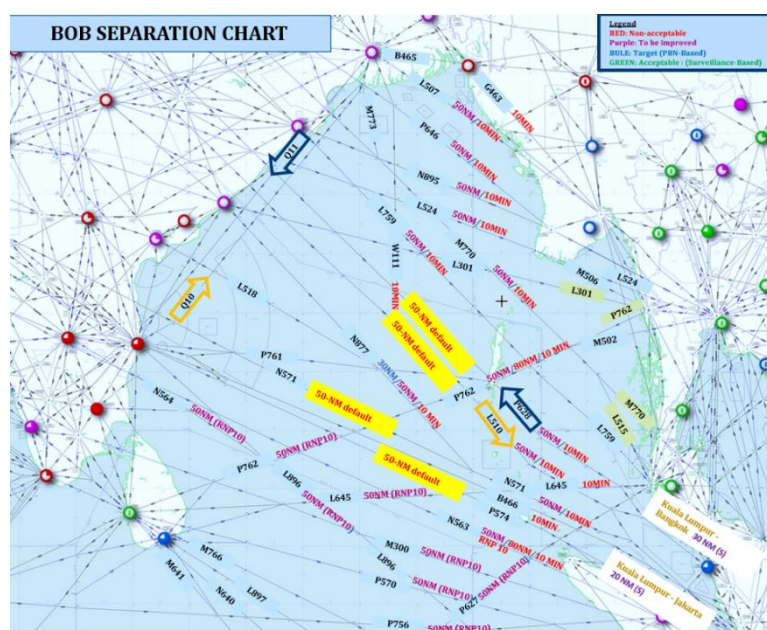 BOB SEPARATION CHART
Legend
RED: Non-acceptable
Purple: To be improved
BULE: Target (PBN-Based)
GREEN: Acceptable : (Surveillance-Based)
B465
L507
G463
10MIN
50NM/10MIN
M773
P646
50NM/10MIN
Q11
N895
50NM/10MIN
L759
L524
50NM/10MIN
50NM/10MIN
W111
10MIN
M770
L301
50NM/10MIN
M506
L524
L301
P762
M502
L518
Q10
50-NM default
50-NM default
N877
30NM/50NM/10 MIN
P761
N571
50-NM default
P762
50NM/80NM/10 MIN
P628
50NM/10MIN
L510
50NM/10MIN
M770
L515
L759
N564
50NM (RNP10)
50NM (RNP10)
50-NM default
P762
L896
50NM (RNP10)
L645
50NM (RNP10)
N571
L645
10MIN
B466
50NM/10MIN
P574
10MIN
N563
50NM/80NM/10 MIN
RNP 10
Kuala Lumpur -
Bangkok 30 NM (S)
M300
50NM (RNP10)
L896
P570
50NM (RNP10)
P627
50NM (RNP10)
Kuala Lumpur - Jakarta
20 NM (S)
M766
M641
N640
L897
P756
50NM (RNP10)